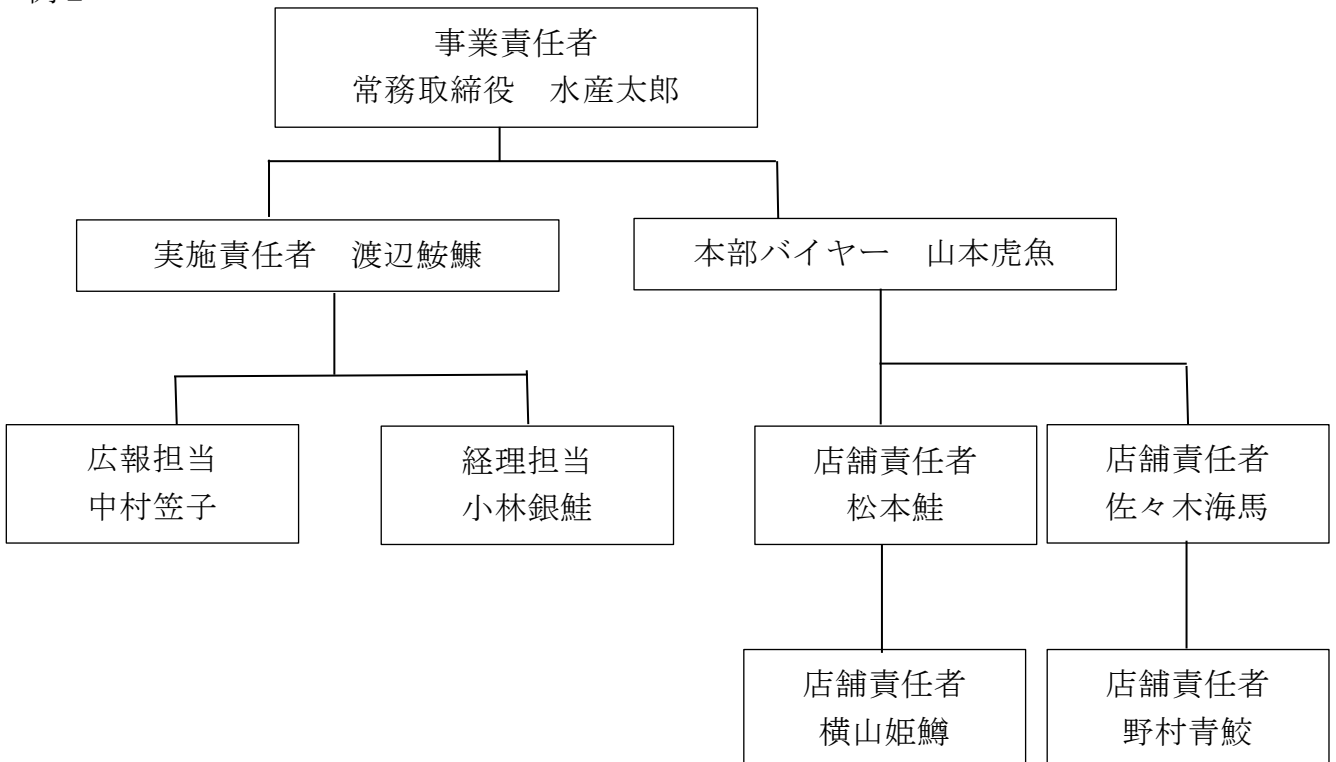 事業責任者
常務取締役　水産太郎
実施責任者　渡辺鮟鱇
本部バイヤー　山本虎魚
広報担当
中村笠子
経理担当
小林銀鮭
店舗責任者
松本鮭
店舗責任者
佐々木海馬
店舗責任者
横山姫鱒
店舗責任者
野村青鮫